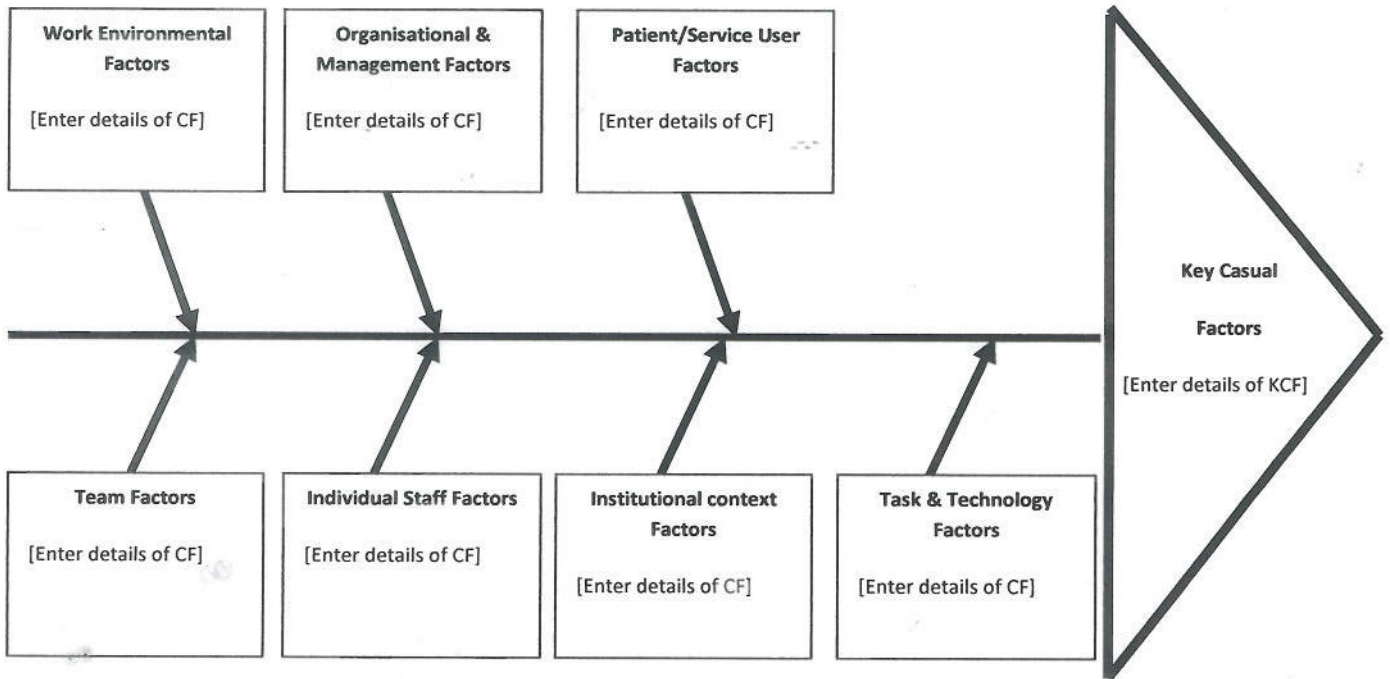 Work Environmental
Factors
[Enter details of CF]
Organisational &
Management Factors
[Enter details of CF]
Patient/Service User
Factors
[Enter details of CF]
Key Casual
Factors
[Enter details of KCF]
Team Factors
[Enter details of CF]
Individual Staff Factors
[Enter details of CF]
Institutional context
Factors
[Enter details of CF]
Task & Technology
Factors
[Enter details of CF]